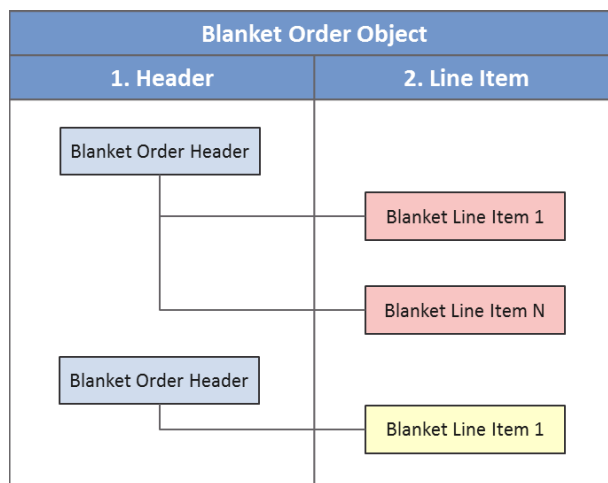 Blanket Order Object
1. Header
2. Line Item
Blanket Order Header
Blanket Line Item 1
Blanket Line Item N
Blanket Order Header
Blanket Line Item 1